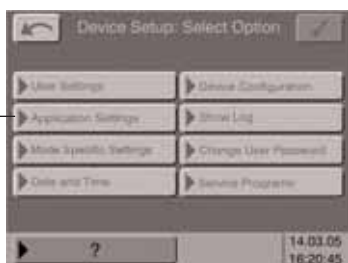 Device Setup: Select Option
User Settings
Device Configuration
Application Settings
Show Log
Mode Specific Settings
Change User Password
Date and Time
Service Programs
?
14.03.05
16:20:45